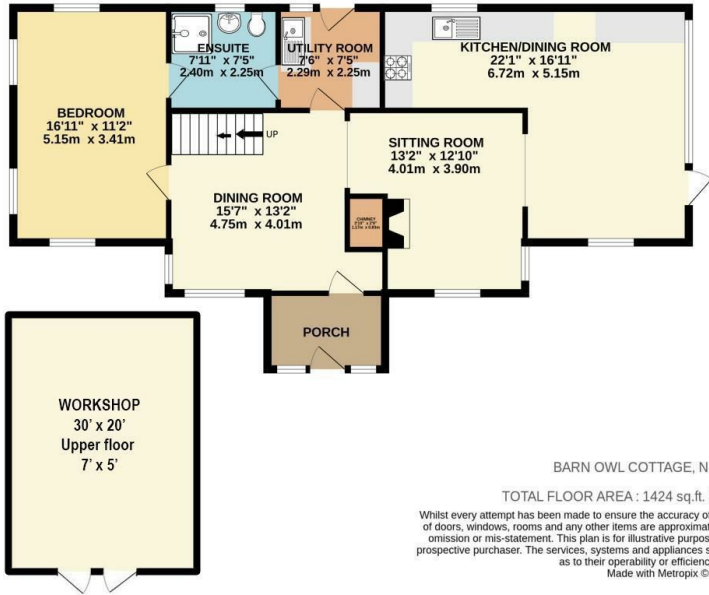 ENSUITE
7'11" x 7'5"
2.40m x 2.25m
UTILITY ROOM
7'6" x 7'5"
2.29m x 2.25m
KITCHEN/DINING ROOM
22'1" x 16'11"
6.72m x 5.15m
BEDROOM
16'11" x 11'2"
5.15m x 3.41m
UP
SITTING ROOM
13'2" x 12'10"
4.01m x 3.90m
DINING ROOM
15'7" x 13'2"
4.75m x 4.01m
CHIMNEY
PORCH
WORKSHOP
30' x 20'
Upper floor
7' x 5'
BARN OWL COTTAGE, N
TOTAL FLOOR AREA : 1424 sq.ft.
Whilst every attempt has been made to ensure the accuracy of
of doors, windows, rooms and any other items are approximat
omission or mis-statement. This plan is for illustrative purpos
prospective purchaser. The services, systems and appliances s
as to their operability or efficienc
Made with Metropix ©